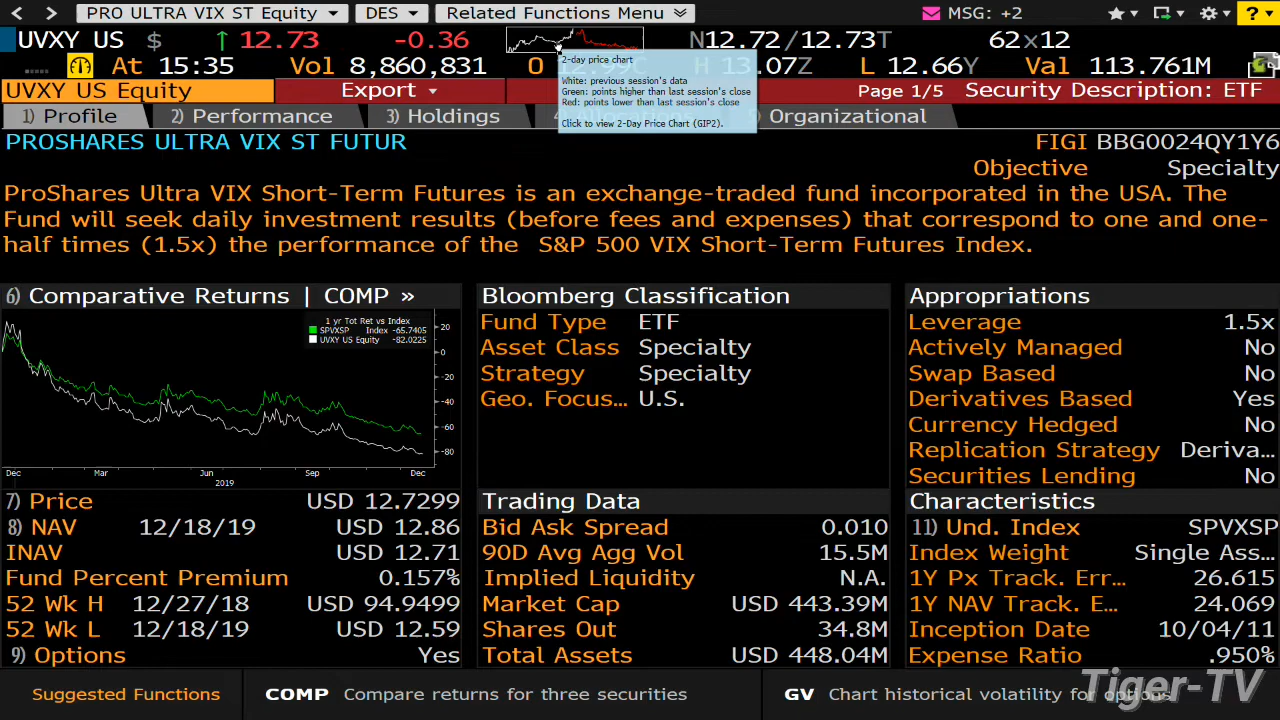 PRO ULTRA VIX ST Equity DES Related Functions Menu MSG: +2 ?
UVXY US $ ↑ 12.73 -0.36 N12.72/12.73T 62x12
At 15:35 Vol 8,860,831 O 12.99C H 13.07Z L 12.66Y Val 113.761M
UVXY US Equity Export Page 1/5 Security Description: ETF
2-day price chart
White: previous session's data
Green: points higher than last session's close
Red: points lower than last session's close
Click to view 2-Day Price Chart (GIP2).
1) Profile 2) Performance 3) Holdings Organizational
PROSHARES ULTRA VIX ST FUTUR FIGI BBG0024QY1Y6
Objective Specialty
ProShares Ultra VIX Short-Term Futures is an exchange-traded fund incorporated in the USA. The
Fund will seek daily investment results (before fees and expenses) that correspond to one and one-
half times (1.5x) the performance of the S&P 500 VIX Short-Term Futures Index.
6) Comparative Returns | COMP »
1 yr Tot Ret vs Index
SPVXSP Index -65.7405
UVXY US Equity -82.0225
20
0
-20
-40
-60
-80
Dec Mar Jun Sep Dec
2019
7) Price USD 12.7299
8) NAV 12/18/19 USD 12.86
INAV USD 12.71
Fund Percent Premium 0.157%
52 Wk H 12/27/18 USD 94.9499
52 Wk L 12/18/19 USD 12.59
9) Options Yes
Bloomberg Classification
Fund Type ETF
Asset Class Specialty
Strategy Specialty
Geo. Focus... U.S.
Trading Data
Bid Ask Spread 0.010
90D Avg Agg Vol 15.5M
Implied Liquidity N.A.
Market Cap USD 443.39M
Shares Out 34.8M
Total Assets USD 448.04M
Appropriations
Leverage 1.5x
Actively Managed No
Swap Based No
Derivatives Based Yes
Currency Hedged No
Replication Strategy Deriva...
Securities Lending No
Characteristics
11) Und. Index SPVXSP
Index Weight Single Ass...
1Y Px Track. Err... 26.615
1Y NAV Track. E... 24.069
Inception Date 10/04/11
Expense Ratio .950%
Suggested Functions COMP Compare returns for three securities GV Chart historical volatility for options
Tiger-TV